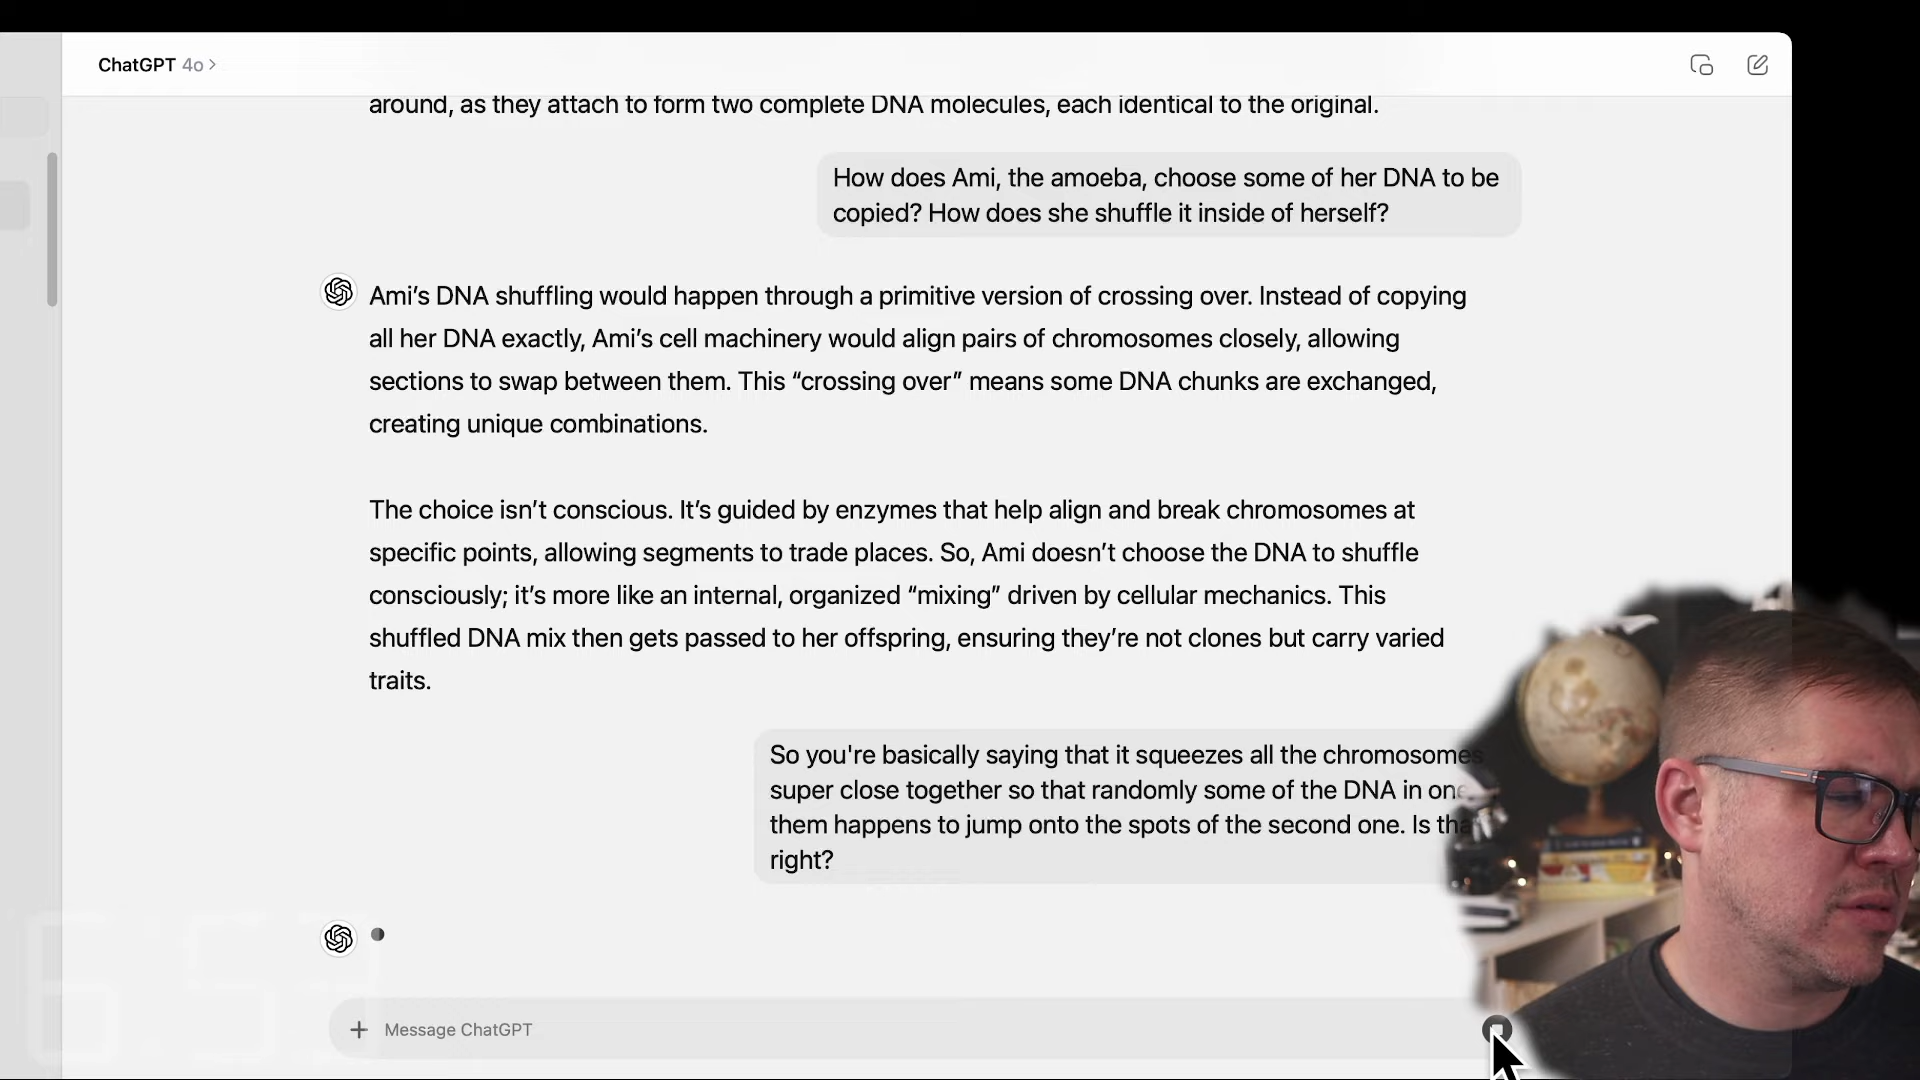 ChatGPT 4o >
around, as they attach to form two complete DNA molecules, each identical to the original.
How does Ami, the amoeba, choose some of her DNA to be
copied? How does she shuffle it inside of herself?
Ami’s DNA shuffling would happen through a primitive version of crossing over. Instead of copying
all her DNA exactly, Ami’s cell machinery would align pairs of chromosomes closely, allowing
sections to swap between them. This “crossing over” means some DNA chunks are exchanged,
creating unique combinations.
The choice isn’t conscious. It’s guided by enzymes that help align and break chromosomes at
specific points, allowing segments to trade places. So, Ami doesn’t choose the DNA to shuffle
consciously; it’s more like an internal, organized “mixing” driven by cellular mechanics. This
shuffled DNA mix then gets passed to her offspring, ensuring they’re not clones but carry varied
traits.
So you're basically saying that it squeezes all the chromosomes
super close together so that randomly some of the DNA in one
them happens to jump onto the spots of the second one. Is
right?
Message ChatGPT